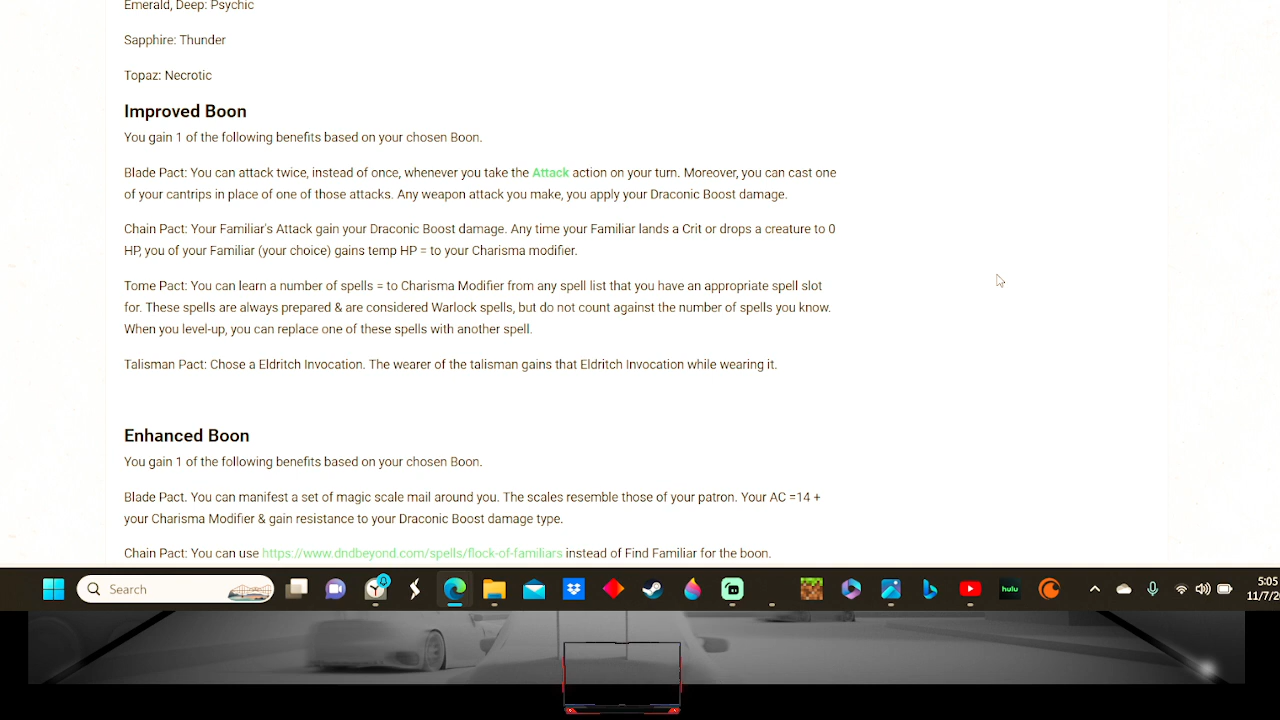 Emerald, Deep: Psychic
Sapphire: Thunder
Topaz: Necrotic
Improved Boon
You gain 1 of the following benefits based on your chosen Boon.
Blade Pact: You can attack twice, instead of once, whenever you take the Attack action on your turn. Moreover, you can cast one
of your cantrips in place of one of those attacks. Any weapon attack you make, you apply your Draconic Boost damage.
Chain Pact: Your Familiar's Attack gain your Draconic Boost damage. Any time your Familiar lands a Crit or drops a creature to 0
HP, you of your Familiar (your choice) gains temp HP = to your Charisma modifier.
Tome Pact: You can learn a number of spells = to Charisma Modifier from any spell list that you have an appropriate spell slot
for. These spells are always prepared & are considered Warlock spells, but do not count against the number of spells you know.
When you level-up, you can replace one of these spells with another spell.
Talisman Pact: Chose a Eldritch Invocation. The wearer of the talisman gains that Eldritch Invocation while wearing it.
Enhanced Boon
You gain 1 of the following benefits based on your chosen Boon.
Blade Pact. You can manifest a set of magic scale mail around you. The scales resemble those of your patron. Your AC =14 +
your Charisma Modifier & gain resistance to your Draconic Boost damage type.
Chain Pact: You can use https://www.dndbeyond.com/spells/flock-of-familiars instead of Find Familiar for the boon.
Search
hulu
5:05
11/7/2